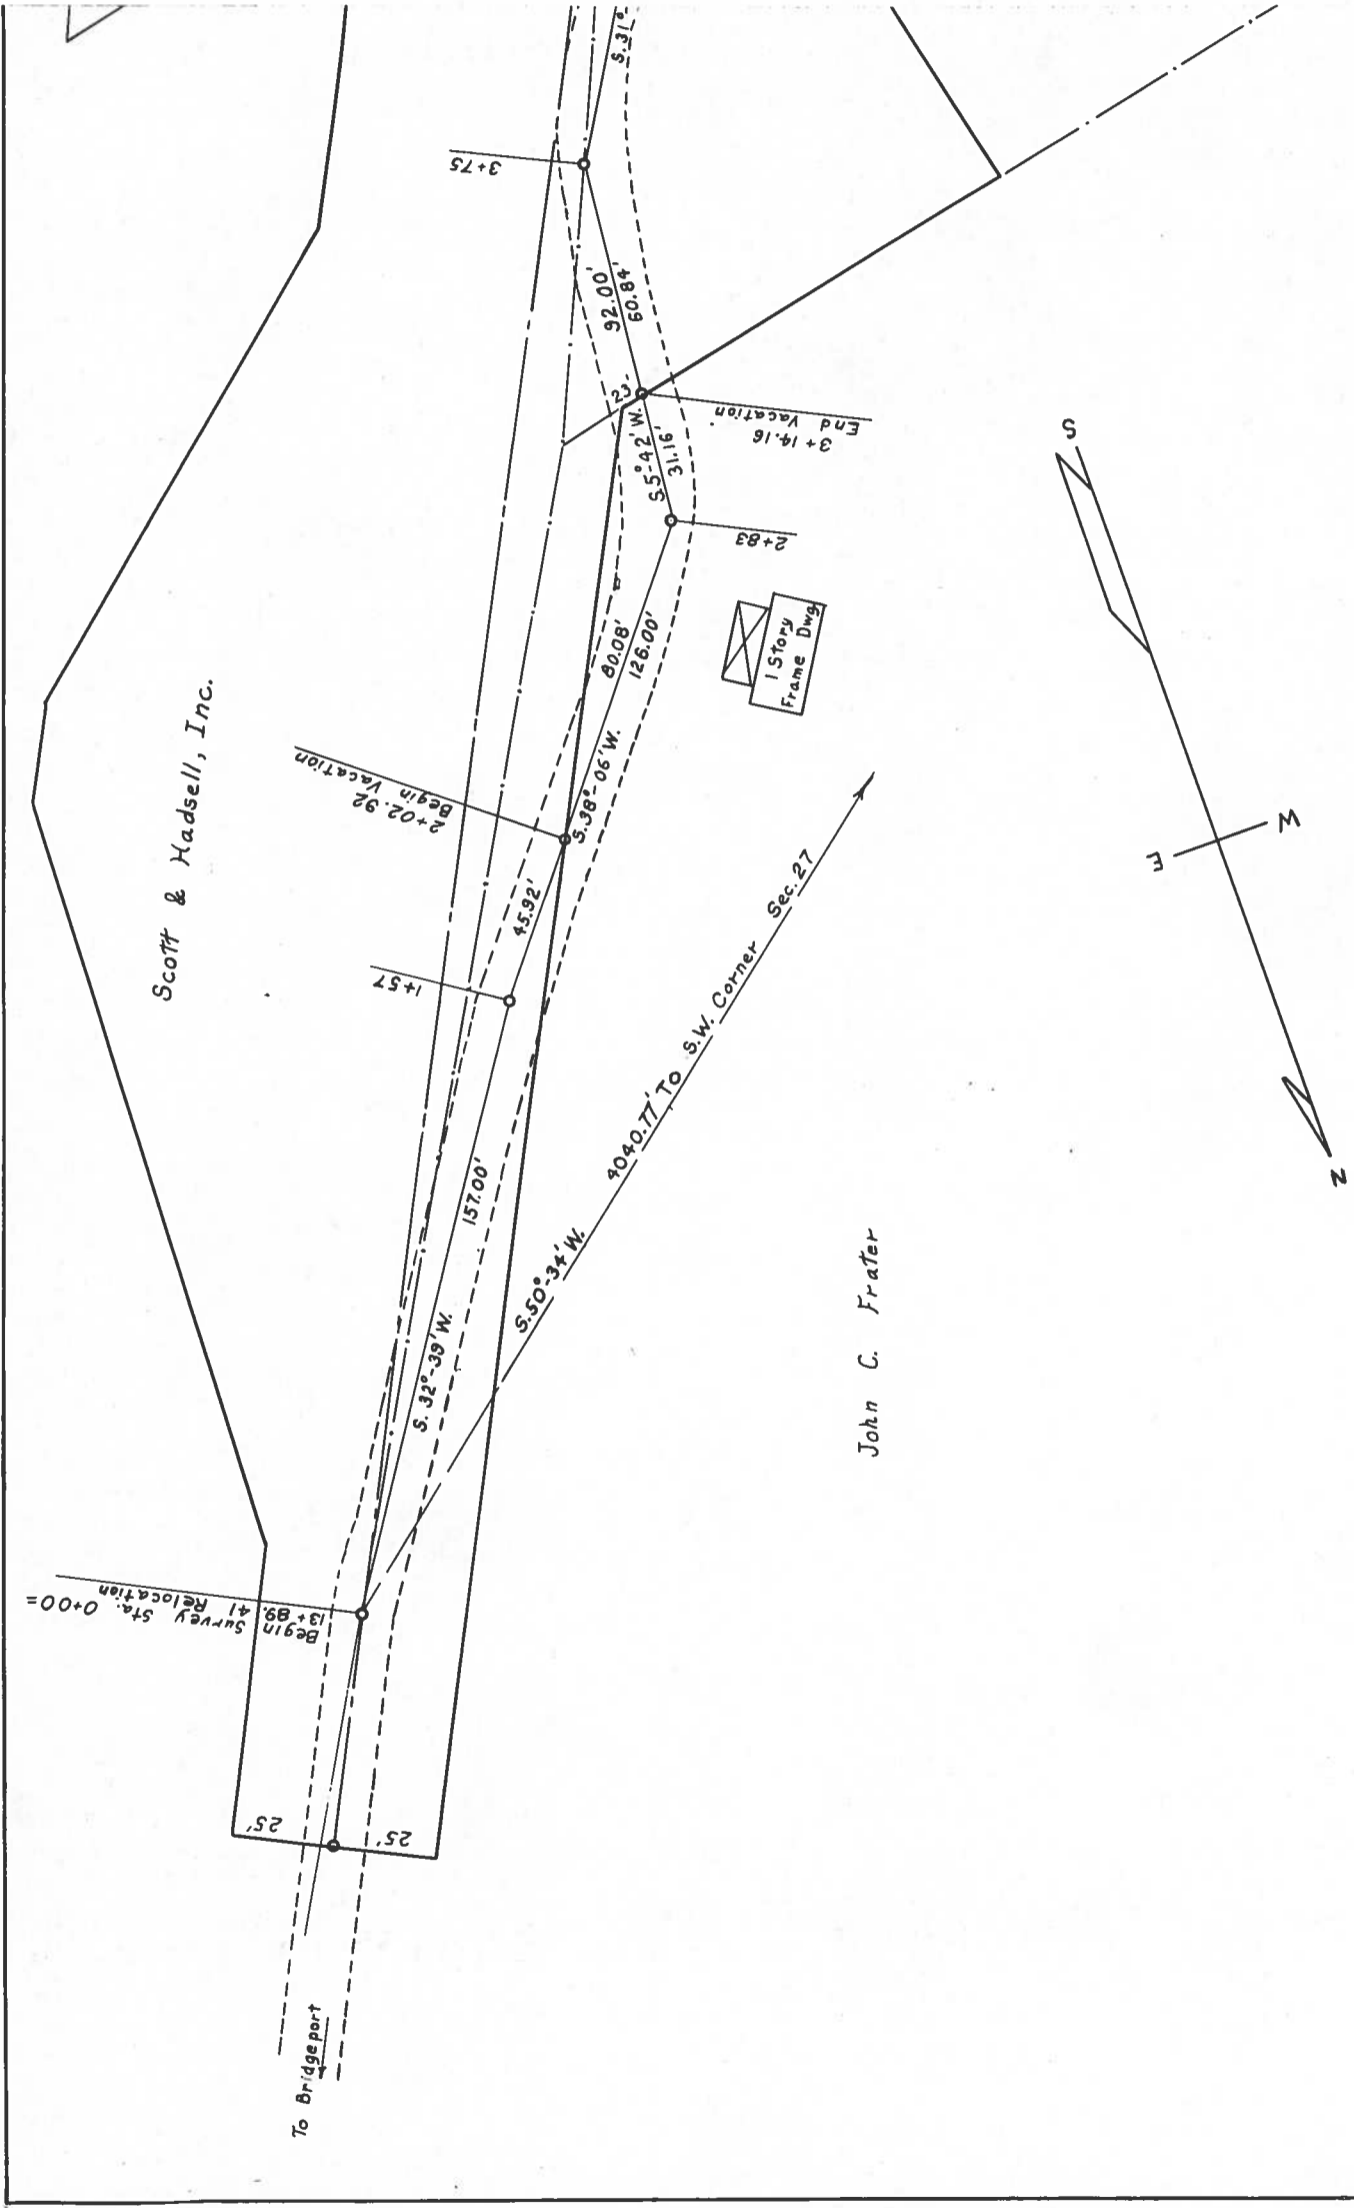 S.31°
3+75
92.00'
60.84'
23'
3+14.16
End Vacation
S.5°-42'W.
31.16'
2+83
1 Story
Frame Dwg
80.08'
126.00'
S.38°-06'W.
2+02.92
Begin Vacation
45.92'
1+57
Scott & Hadsell, Inc.
157.00'
S. 32°-39'W.
S.50°-34'W.
4040.77' To S.W. Corner Sec. 27
John C. Frater
S
E
W
N
Begin Survey Sta. 0+00=
13+89.41 Relocation
25'
25'
To Bridgeport